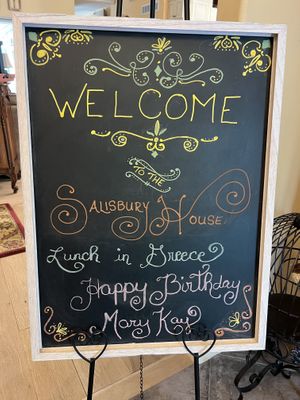 WELCOME
TO THE
SALISBURY HOUSE
Lunch in Greece
Happy Birthday
Mary Kay